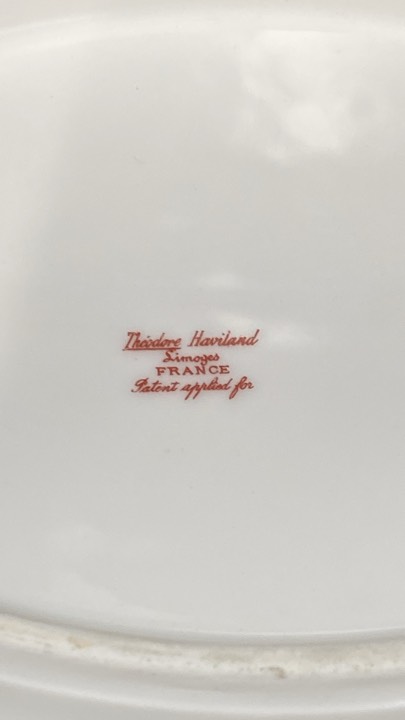 Théodore Haviland
Limoges
FRANCE
Patent applied for